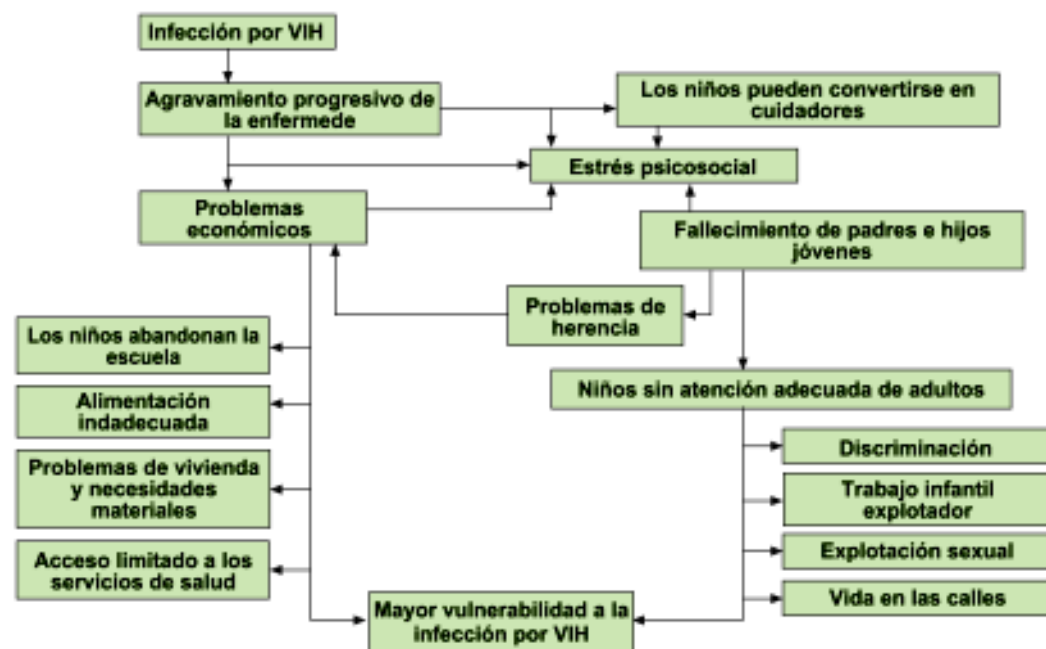 Infección por VIH
Agravamiento progresivo de
la enfermede
Los niños pueden convertirse en
cuidadores
Estrés psicosocial
Problemas
económicos
Fallecimiento de padres e hijos
jóvenes
Problemas de
herencia
Los niños abandonan la
escuela
Niños sin atención adecuada de adultos
Alimentación
indadecuada
Discriminación
Problemas de vivienda
y necesidades
materiales
Trabajo infantil
explotador
Explotación sexual
Acceso limitado a los
servicios de salud
Vida en las calles
Mayor vulnerabilidad a la
infección por VIH